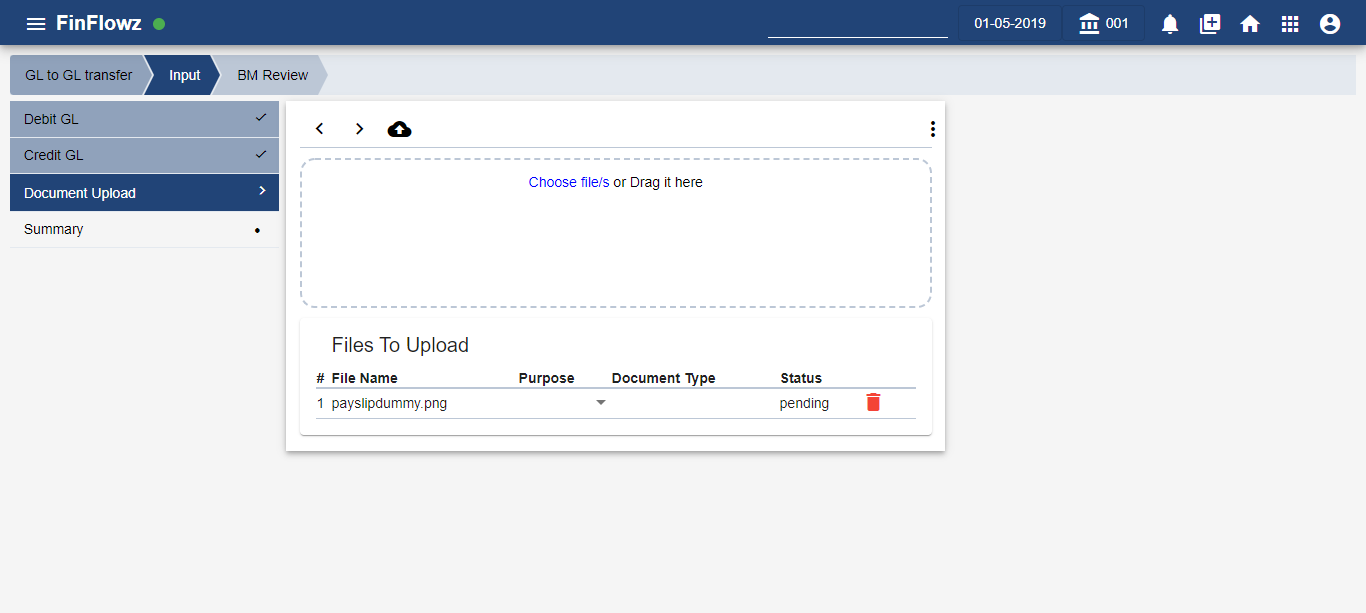 FinFlowz
01-05-2019
001
GL to GL transfer
Input
BM Review
Debit GL
Credit GL
Document Upload
Summary
Choose file/s or Drag it here
Files To Upload
# File Name Purpose Document Type Status
1 payslipdummy.png pending